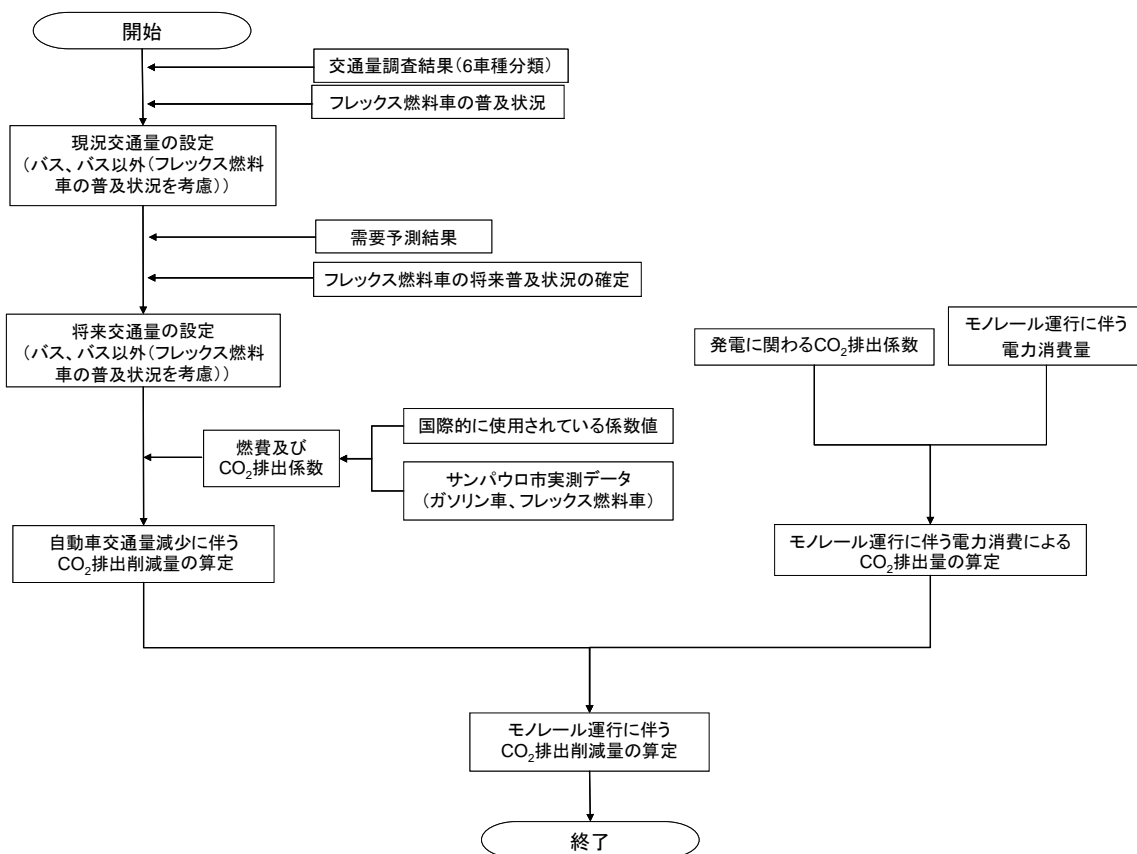 開始
交通量調査結果(6車種分類)
フレックス燃料車の普及状況
現況交通量の設定
(バス、バス以外(フレックス燃料
車の普及状況を考慮))
需要予測結果
フレックス燃料車の将来普及状況の確定
将来交通量の設定
(バス、バス以外(フレックス燃料
車の普及状況を考慮))
発電に関わるCO₂排出係数
モノレール運行に伴う
電力消費量
燃費及び
CO₂排出係数
国際的に使用されている係数値
サンパウロ市実測データ
(ガソリン車、フレックス燃料車)
自動車交通量減少に伴う
CO₂排出削減量の算定
モノレール運行に伴う電力消費による
CO₂排出量の算定
モノレール運行に伴う
CO₂排出削減量の算定
終了